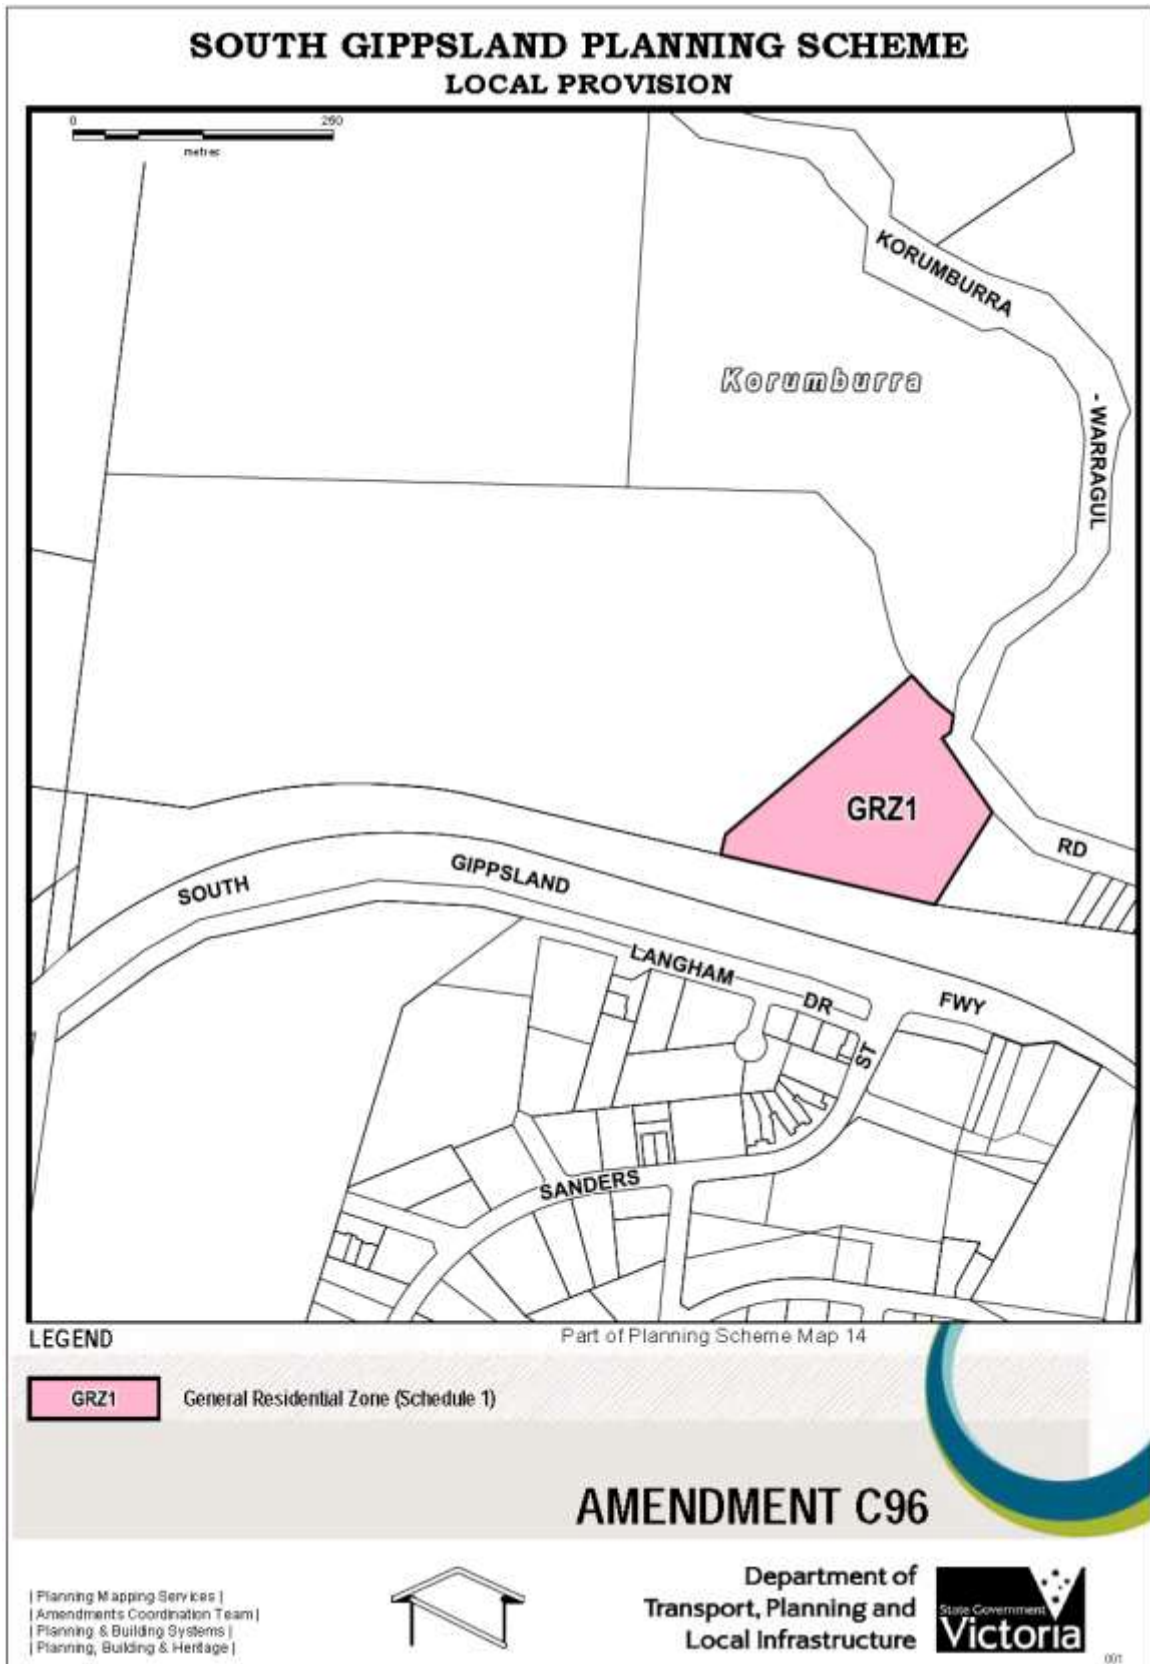 SOUTH GIPPSLAND PLANNING SCHEME
LOCAL PROVISION
0 260
metres
KORUMBURRA
Korumburra
- WARRAGUL
GRZ1
RD
SOUTH
GIPPSLAND
LANGHAM
DR
FWY
ST
SANDERS
LEGEND
Part of Planning Scheme Map 14
GRZ1 General Residential Zone (Schedule 1)
AMENDMENT C96
| Planning Mapping Services |
| Amendments Coordination Team |
| Planning & Building Systems |
| Planning, Building & Heritage |
Department of
Transport, Planning and
Local Infrastructure
State Government
Victoria
001